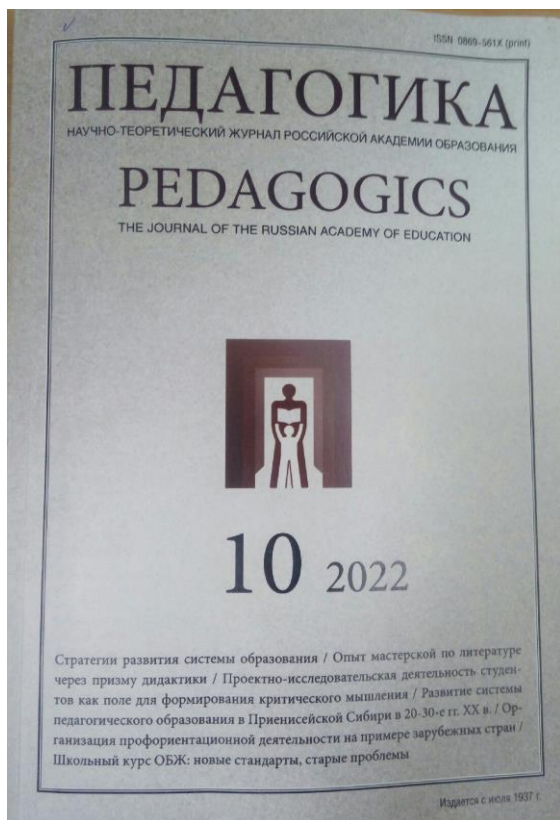 ISSN 0869-561X (print)
ПЕДАГОГИКА
НАУЧНО-ТЕОРЕТИЧЕСКИЙ ЖУРНАЛ РОССИЙСКОЙ АКАДЕМИИ ОБРАЗОВАНИЯ
PEDAGOGICS
THE JOURNAL OF THE RUSSIAN ACADEMY OF EDUCATION
10 2022
Стратегии развития системы образования / Опыт мастерской по литературе
через призму дидактики / Проектно-исследовательская деятельность студен-
тов как поле для формирования критического мышления / Развитие системы
педагогического образования в Приенисейской Сибири в 20-30-е гг. XX в. / Ор-
ганизация профориентационной деятельности на примере зарубежных стран /
Школьный курс ОБЖ: новые стандарты, старые проблемы
Издается с июля 1937 г.